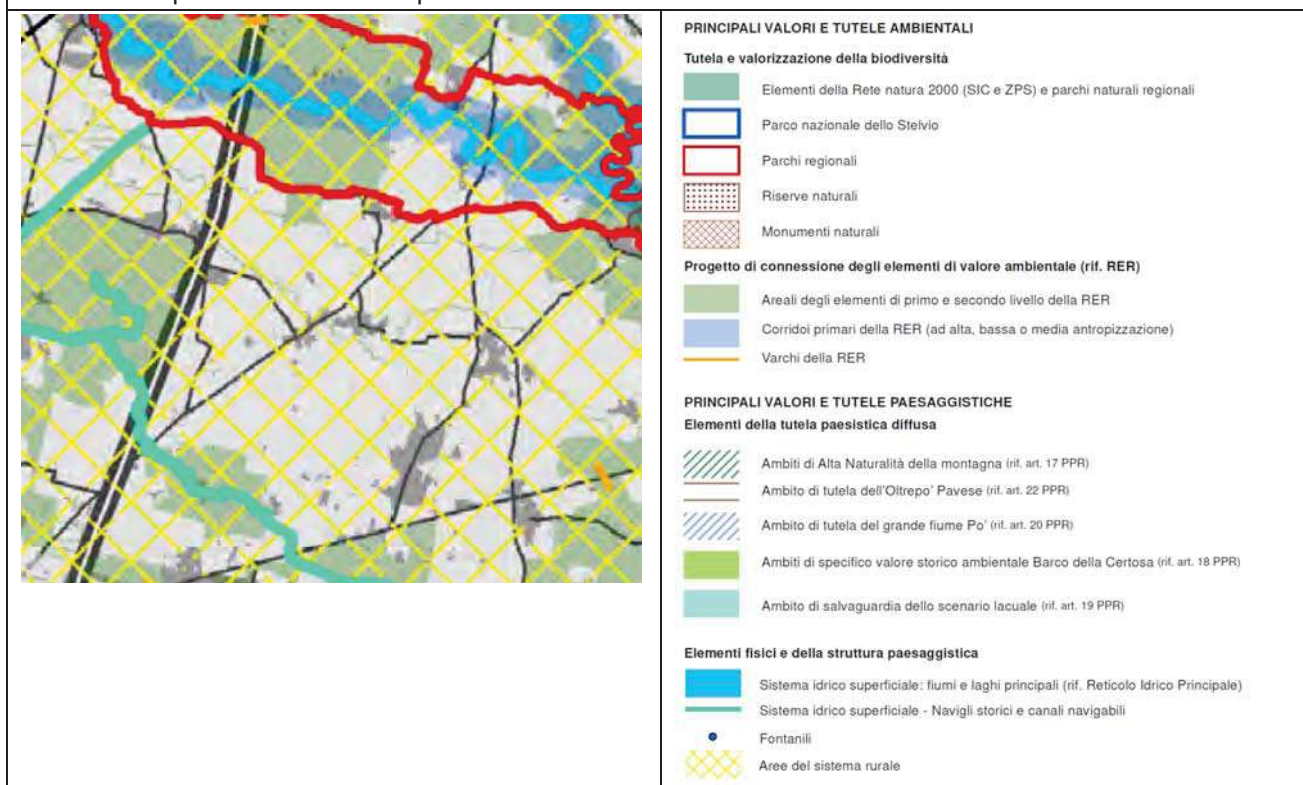 PRINCIPALI VALORI E TUTELE AMBIENTALI
Tutela e valorizzazione della biodiversità
Elementi della Rete natura 2000 (SIC e ZPS) e parchi naturali regionali
Parco nazionale dello Stelvio
Parchi regionali
Riserve naturali
Monumenti naturali
Progetto di connessione degli elementi di valore ambientale (rif. RER)
Areali degli elementi di primo e secondo livello della RER
Corridoi primari della RER (ad alta, bassa o media antropizzazione)
Varchi della RER
PRINCIPALI VALORI E TUTELE PAESAGGISTICHE
Elementi della tutela paesistica diffusa
Ambiti di Alta Naturalità della montagna (rif. art. 17 PPR)
Ambito di tutela dell'Oltrepo' Pavese (rif. art. 22 PPR)
Ambito di tutela del grande fiume Po' (rif. art. 20 PPR)
Ambiti di specifico valore storico ambientale Barco della Certosa (rif. art. 18 PPR)
Ambito di salvaguardia dello scenario lacuale (rif. art. 19 PPR)
Elementi fisici e della struttura paesaggistica
Sistema idrico superficiale: fiumi e laghi principali (rif. Reticolo Idrico Principale)
Sistema idrico superficiale - Navigli storici e canali navigabili
Fontanili
Aree del sistema rurale